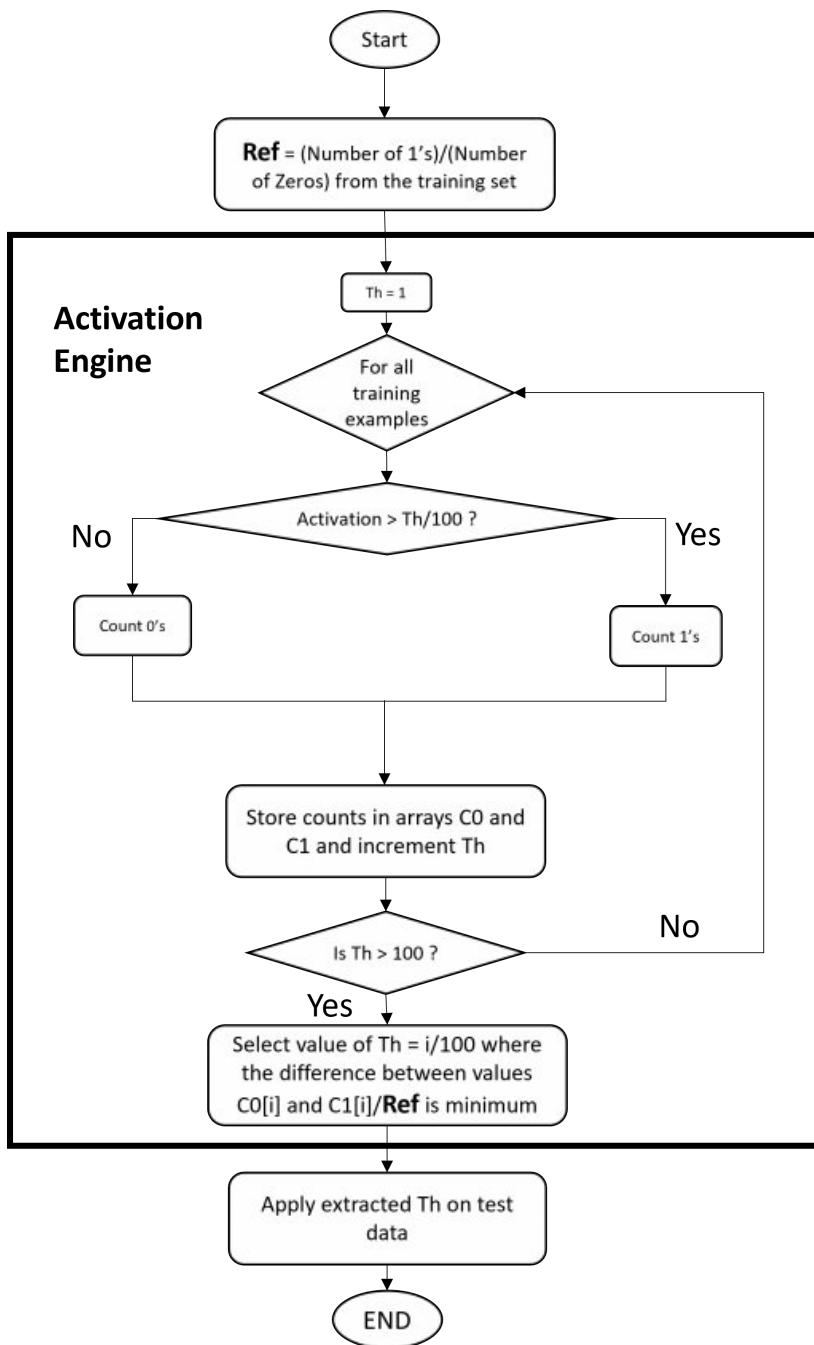 Start
Ref = (Number of 1's)/(Number
of Zeros) from the training set
Activation
Engine
Th = 1
For all
training
examples
Activation > Th/100 ?
No
Yes
Count 0's
Count 1's
Store counts in arrays C0 and
C1 and increment Th
Is Th > 100 ?
No
Yes
Select value of Th = i/100 where
the difference between values
C0[i] and C1[i]/Ref is minimum
Apply extracted Th on test
data
END